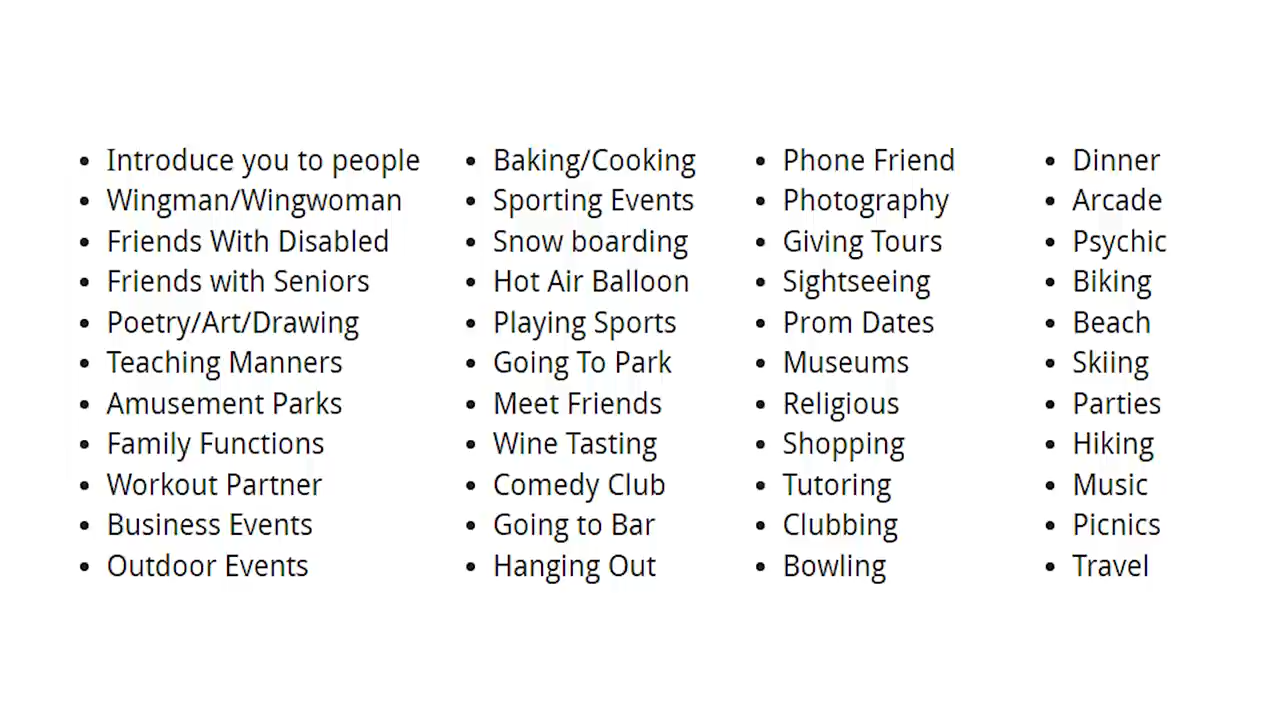 • Introduce you to people
• Wingman/Wingwoman
• Friends With Disabled
• Friends with Seniors
• Poetry/Art/Drawing
• Teaching Manners
• Amusement Parks
• Family Functions
• Workout Partner
• Business Events
• Outdoor Events
• Baking/Cooking
• Sporting Events
• Snow boarding
• Hot Air Balloon
• Playing Sports
• Going To Park
• Meet Friends
• Wine Tasting
• Comedy Club
• Going to Bar
• Hanging Out
• Phone Friend
• Photography
• Giving Tours
• Sightseeing
• Prom Dates
• Museums
• Religious
• Shopping
• Tutoring
• Clubbing
• Bowling
• Dinner
• Arcade
• Psychic
• Biking
• Beach
• Skiing
• Parties
• Hiking
• Music
• Picnics
• Travel